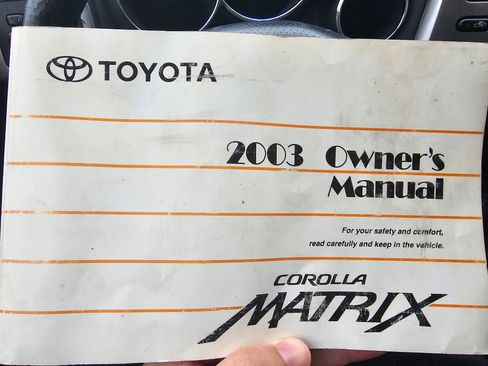 TOYOTA
2003 Owner's
Manual
For your safety and comfort,
read carefully and keep in the vehicle.
COROLLA
MATRIX